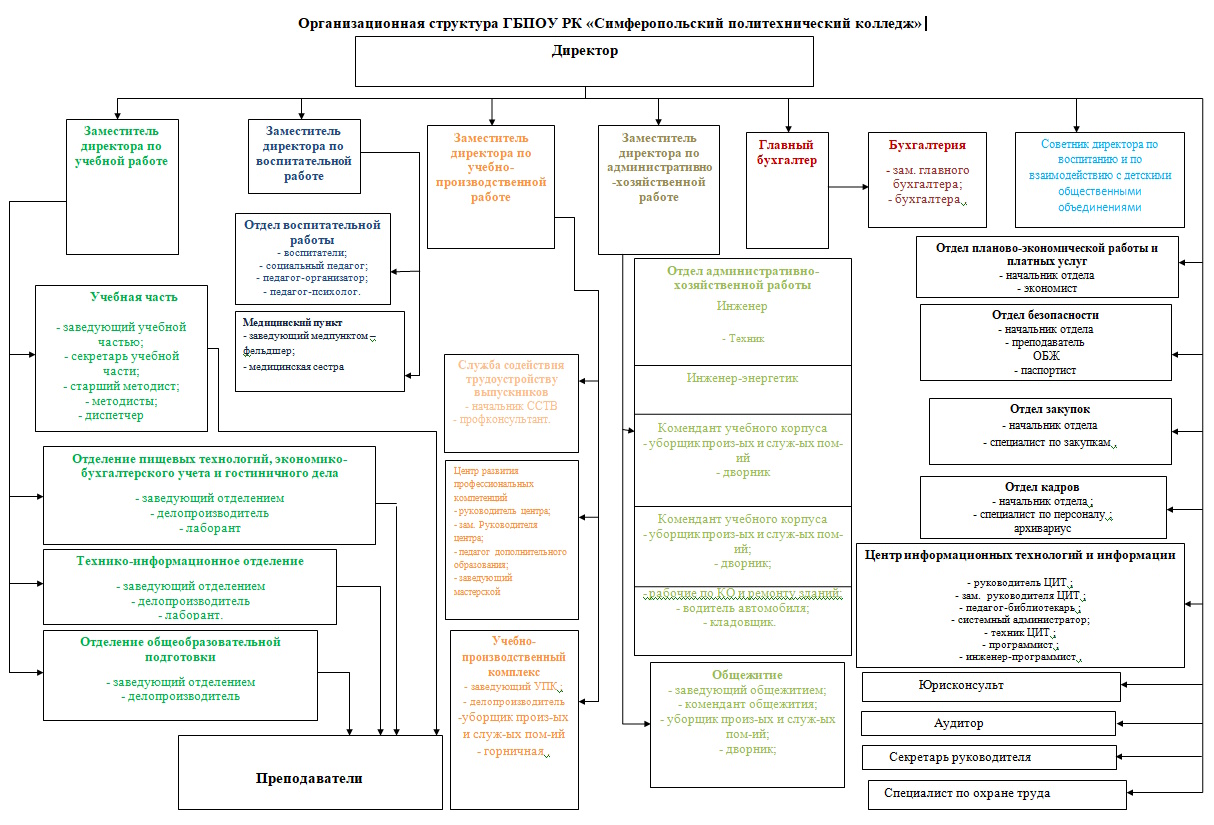 Организационная структура ГБПОУ РК «Симферопольский политехнический колледж»
Директор
Заместитель
директора по
учебной работе
Заместитель
директора по
воспитательной
работе
Заместитель
директора по
учебно-
производственной
работе
Заместитель
директора по
административно
-хозяйственной
работе
Главный
бухгалтер
Бухгалтерия
- зам. главного
бухгалтера;
- бухгалтера
Советник директора по
воспитанию и по
взаимодействию с детскими
общественными
объединениями
Учебная часть
- заведующий учебной
частью;
- секретарь учебной
части;
- старший методист;
- методисты;
- диспетчер
Отделение пищевых технологий, экономико-
бухгалтерского учета и гостиничного дела
- заведующий отделением
- делопроизводитель
- лаборант
Технико-информационное отделение
- заведующий отделением
- делопроизводитель
- лаборант.
Отделение общеобразовательной
подготовки
- заведующий отделением
- делопроизводитель
Преподаватели
Отдел воспитательной
работы
- воспитатели;
- социальный педагог;
- педагог-организатор;
- педагог-психолог.
Медицинский пункт
- заведующий медпунктом
фельдшер;
- медицинская сестра
Служба содействия
трудоустройству
выпускников
- начальник ССТВ
- профконсультант.
Центр развития
профессиональных
компетенций
- руководитель центра;
- зам. Руководителя
центра;
- педагог дополнительного
образования;
- заведующий
мастерской
Учебно-
производственный
комплекс
- заведующий УПК ;
- делопроизводитель
-уборщик произ-ых
и служ-ых пом-ий
- горничная
Отдел административно-
хозяйственной работы
Инженер
- Техник
Инженер-энергетик
Комендант учебного корпуса
- уборщик произ-ых и служ-ых пом-
ий
- дворник
Комендант учебного корпуса
- уборщик произ-ых и служ-ых пом-
ий;
- дворник;
- рабочие по КО и ремонту зданий;
- водитель автомобиля;
- кладовщик.
Общежитие
- заведующий общежитием;
- комендант общежития;
- уборщик произ-ых и служ-ых
пом-ий;
- дворник;
Отдел планово-экономической работы и
платных услуг
- начальник отдела
- экономист
Отдел безопасности
- начальник отдела
- преподаватель
ОБЖ
- паспортист
Отдел закупок
- начальник отдела
- специалист по закупкам
Отдел кадров
- начальник отдела ;
- специалист по персоналу ;
архивариус
Центр информационных технологий и информации
- руководитель ЦИТ ;
- зам. руководителя ЦИТ ;
- педагог-библиотекарь ;
- системный администратор;
- техник ЦИТ ;
- программист ;
- инженер-программист
Юрисконсульт
Аудитор
Секретарь руководителя
Специалист по охране труда